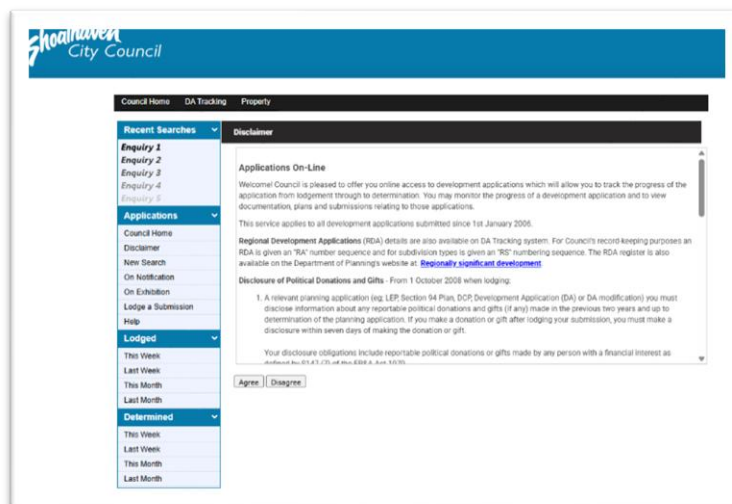 Shoalhaven
City Council
Council Home DA Tracking Property
Recent Searches
Enquiry 1
Enquiry 2
Enquiry 3
Enquiry 4
Enquiry 5
Applications
Council Home
Disclaimer
New Search
On Notification
On Exhibition
Lodge a Submission
Help
Lodged
This Week
Last Week
This Month
Last Month
Determined
This Week
Last Week
This Month
Last Month
Disclaimer
Applications On-Line
Welcome! Council is pleased to offer you online access to development applications which will allow you to track the progress of the
application from lodgement through to determination. You may monitor the progress of a development application and to view
documentation, plans and submissions relating to those applications.
This service applies to all development applications submitted since 1st January 2006.
Regional Development Applications (RDA) details are also available on DA Tracking system. For Council's record-keeping purposes an
RDA is given an "RA" number sequence and for subdivision types is given an "RS" numbering sequence. The RDA register is also
available on the Department of Planning's website at: Regionally significant development.
Disclosure of Political Donations and Gifts - From 1 October 2008 when lodging:
1. A relevant planning application (eg; LEP, Section 94 Plan, DCP, Development Application (DA) or DA modification) you must
disclose information about any reportable political donations and gifts (if any) made in the previous two years and up to
determination of the planning application. If you make a donation or gift after lodging your submission, you must make a
disclosure within seven days of making the donation or gift.
Your disclosure obligations include reportable political donations or gifts made by any person with a financial interest as
defined by S147 (7) of the EP&A Act 1979.
Agree Disagree